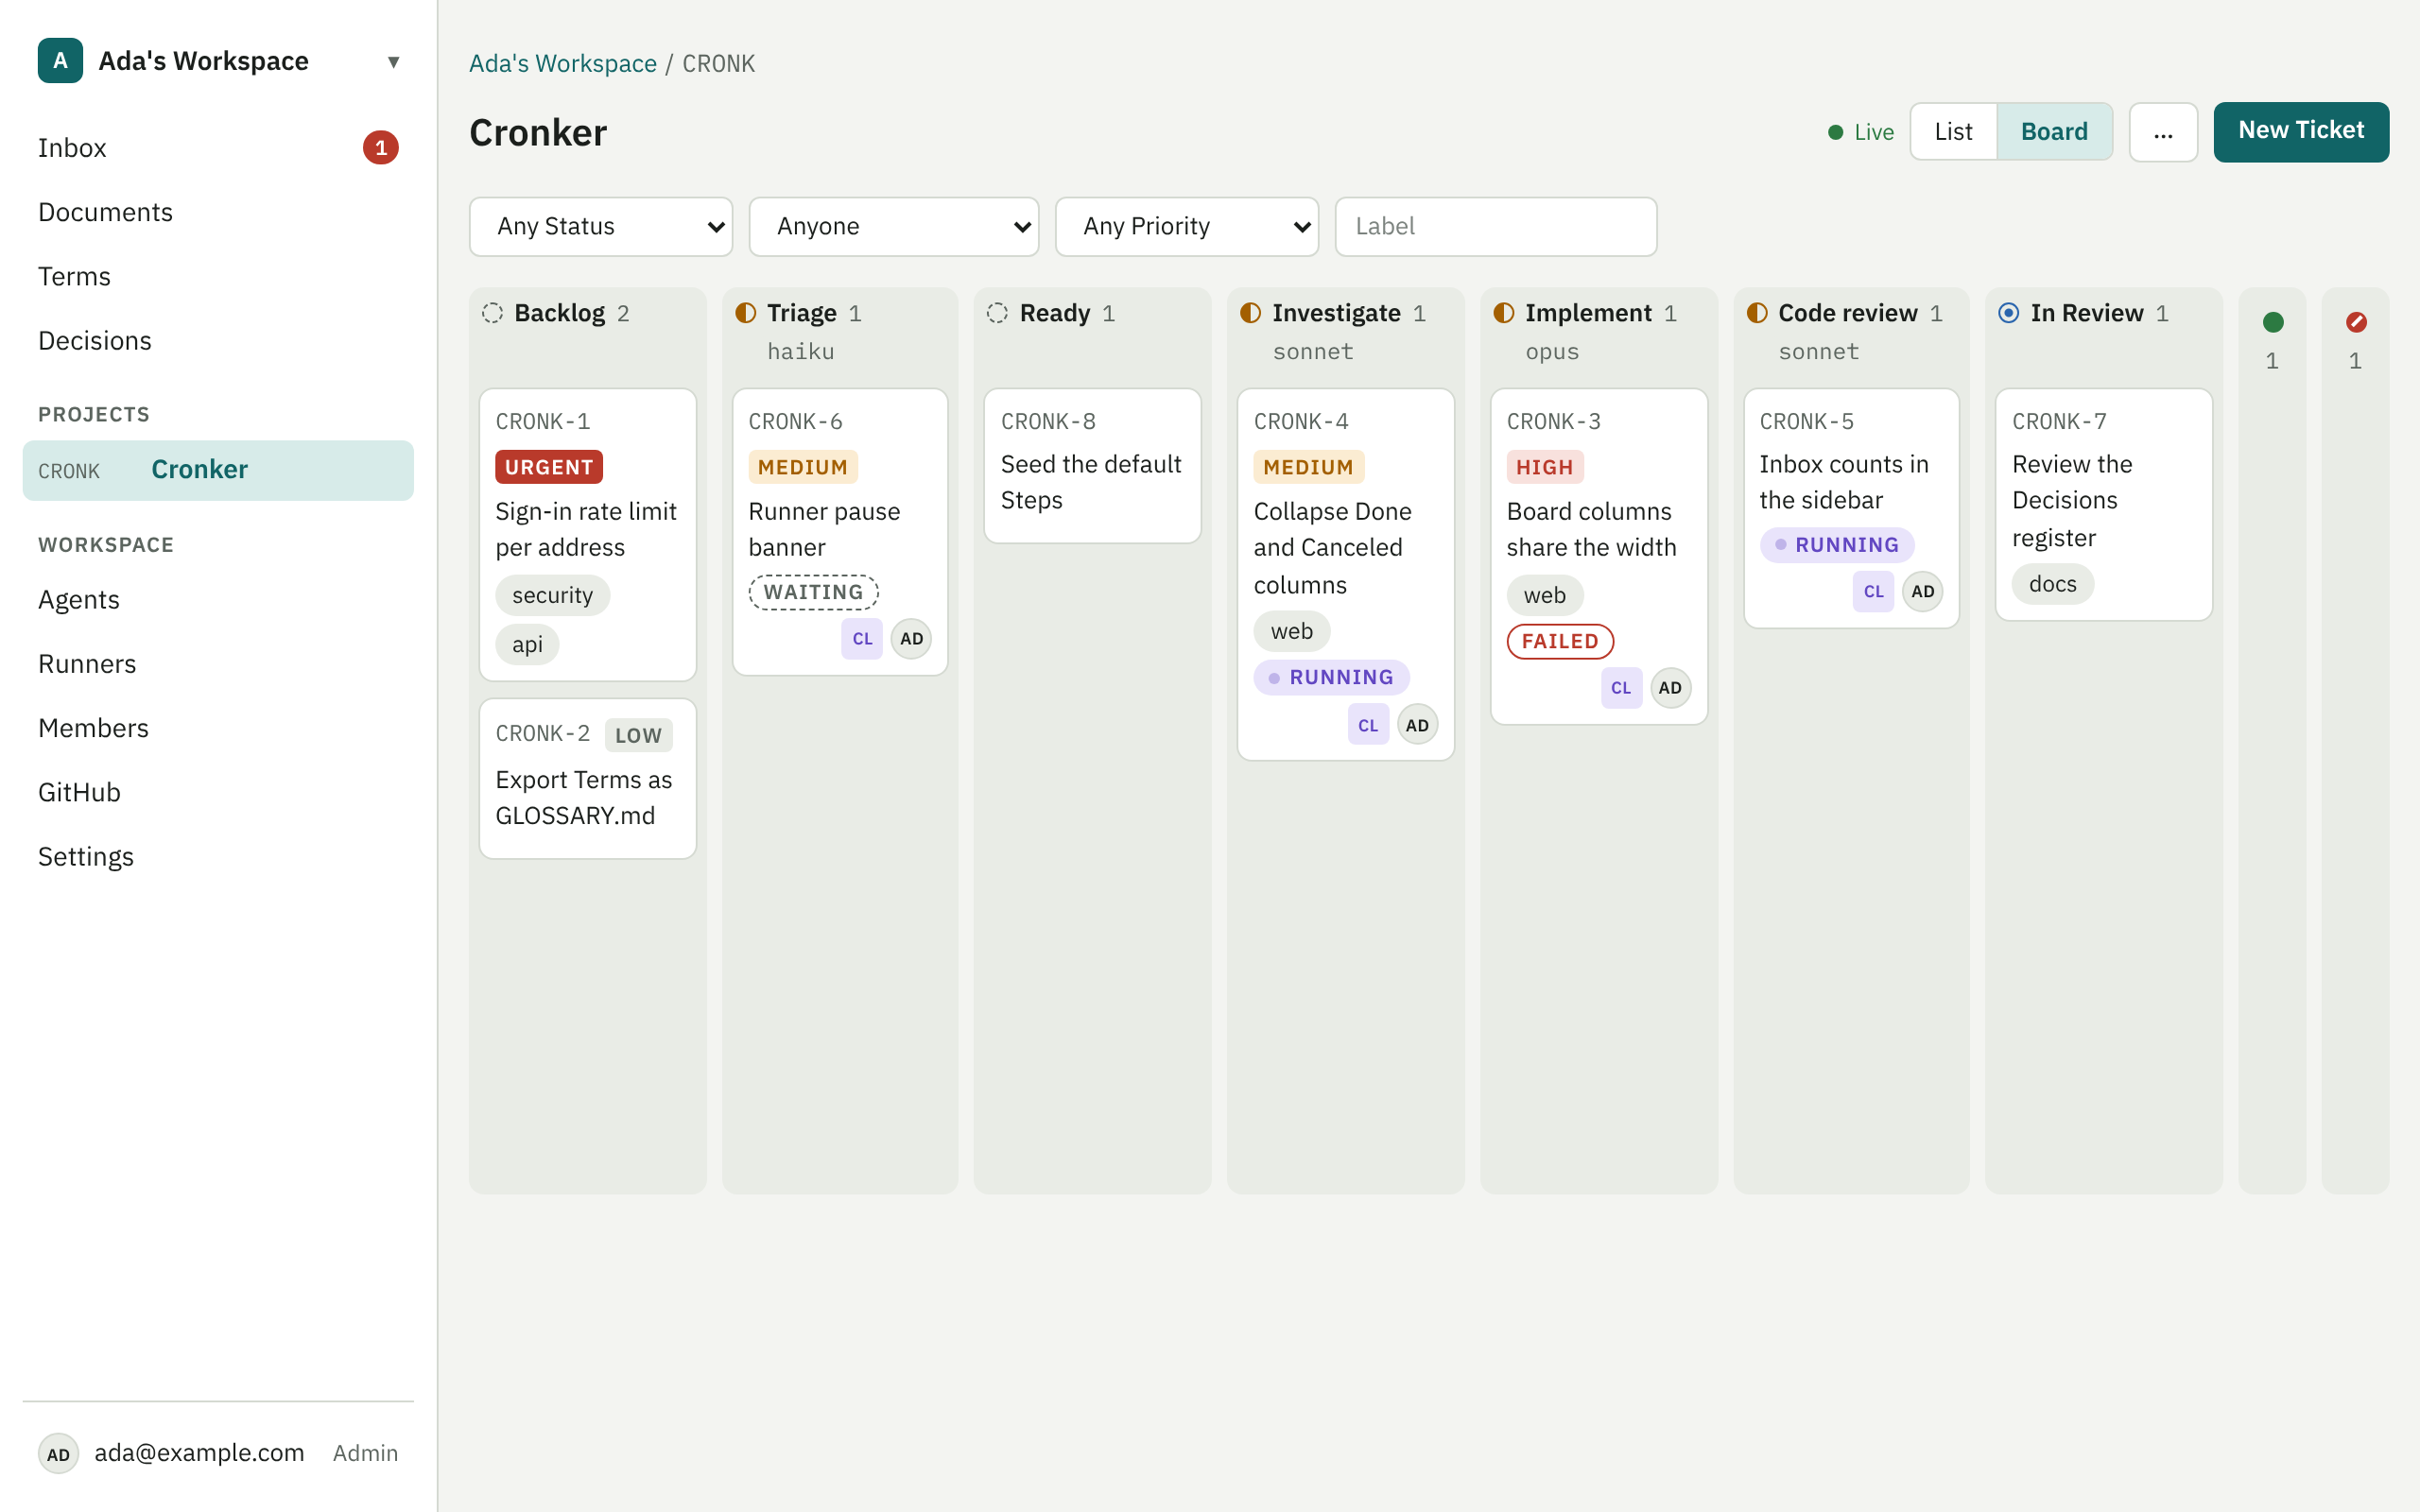 A Ada's Workspace ▾
Inbox 1
Documents
Terms
Decisions
PROJECTS
CRONK Cronker
WORKSPACE
Agents
Runners
Members
GitHub
Settings
AD ada@example.com Admin
Ada's Workspace / CRONK
Cronker
Live List Board ... New Ticket
Any Status Anyone Any Priority Label
Backlog 2
CRONK-1
URGENT
Sign-in rate limit
per address
security
api
CRONK-2 LOW
Export Terms as
GLOSSARY.md
Triage 1
haiku
CRONK-6
MEDIUM
Runner pause
banner
WAITING
CL AD
Ready 1
CRONK-8
Seed the default
Steps
Investigate 1
sonnet
CRONK-4
MEDIUM
Collapse Done
and Canceled
columns
web
RUNNING
CL AD
Implement 1
opus
CRONK-3
HIGH
Board columns
share the width
web
FAILED
CL AD
Code review 1
sonnet
CRONK-5
Inbox counts in
the sidebar
RUNNING
CL AD
In Review 1
CRONK-7
Review the
Decisions
register
docs
1
1